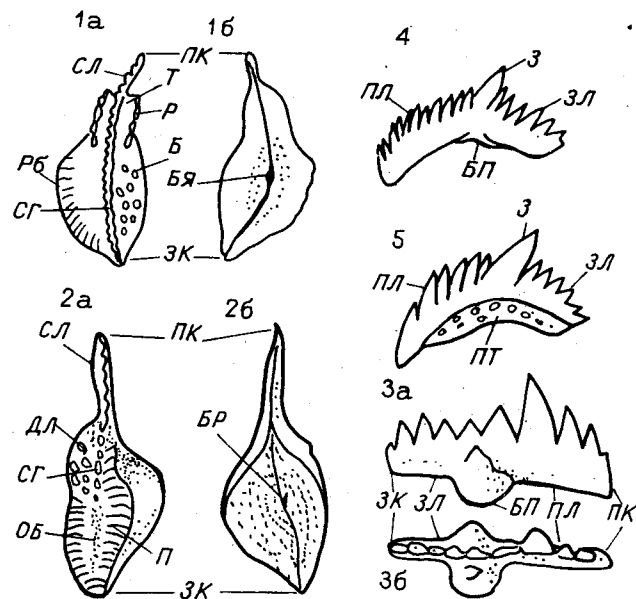 1а
1б
СЛ
ПК
Т
Р
Рб
Б
БЯ
СГ
ЗК
2а
2б
СЛ
ПК
ДЛ
БР
СГ
ОБ
П
ЗК
4
З
ПЛ
ЗЛ
БП
5
З
ПЛ
ЗЛ
ПТ
3а
ЗК
ЗЛ
БП
ПЛ
ПК
3б